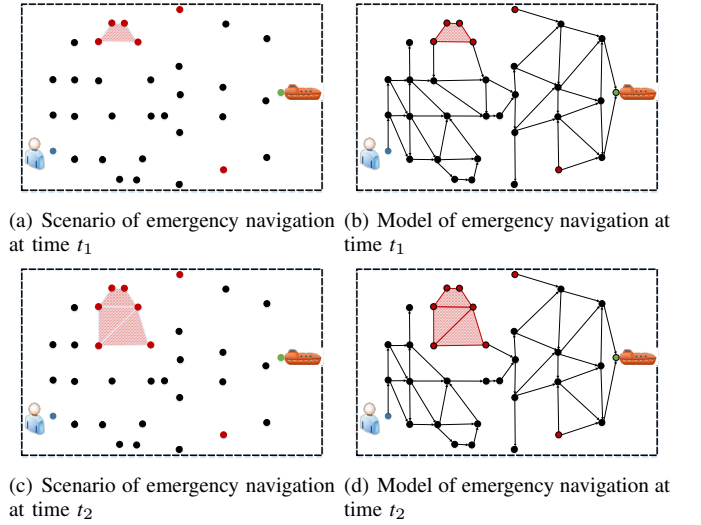 (a) Scenario of emergency navigation
at time t1
(b) Model of emergency navigation at
time t1
(c) Scenario of emergency navigation
at time t2
(d) Model of emergency navigation at
time t2